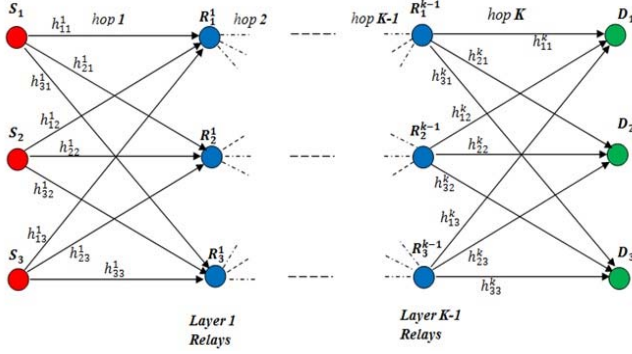 S₁ hop 1 R₁¹ hop 2 hop K-1 R₁ᵏ⁻¹ hop K D₁
h₁₁¹ h₁₁ᵏ
h₂₁¹ h₂₁ᵏ
h₃₁¹ h₃₁ᵏ
h₁₂¹ h₁₂ᵏ
S₂ R₂¹ R₂ᵏ⁻¹ D₂
h₂₂¹ h₂₂ᵏ
h₃₂¹ h₃₂ᵏ
h₁₃¹ h₁₃ᵏ
S₃ h₂₃¹ R₃¹ R₃ᵏ⁻¹ h₂₃ᵏ D₃
h₃₃¹ h₃₃ᵏ
Layer 1 Layer K-1
Relays Relays